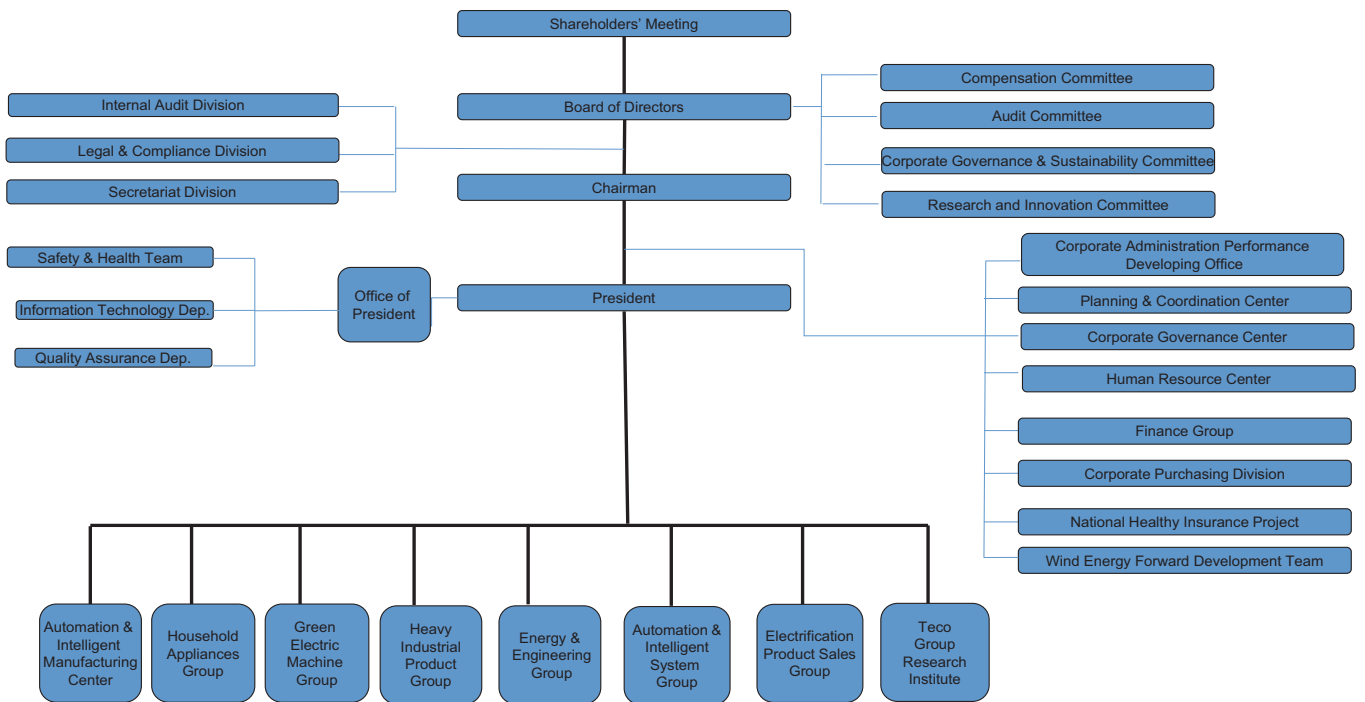 Shareholders' Meeting
Board of Directors
Chairman
President
Internal Audit Division
Legal & Compliance Division
Secretariat Division
Compensation Committee
Audit Committee
Corporate Governance & Sustainability Committee
Research and Innovation Committee
Safety & Health Team
Information Technology Dep.
Quality Assurance Dep.
Office of
President
Corporate Administration Performance
Developing Office
Planning & Coordination Center
Corporate Governance Center
Human Resource Center
Finance Group
Corporate Purchasing Division
National Healthy Insurance Project
Wind Energy Forward Development Team
Automation &
Intelligent
Manufacturing
Center
Household
Appliances
Group
Green
Electric
Machine
Group
Heavy
Industrial
Product
Group
Energy &
Engineering
Group
Automation &
Intelligent
System
Group
Electrification
Product Sales
Group
Teco
Group
Research
Institute